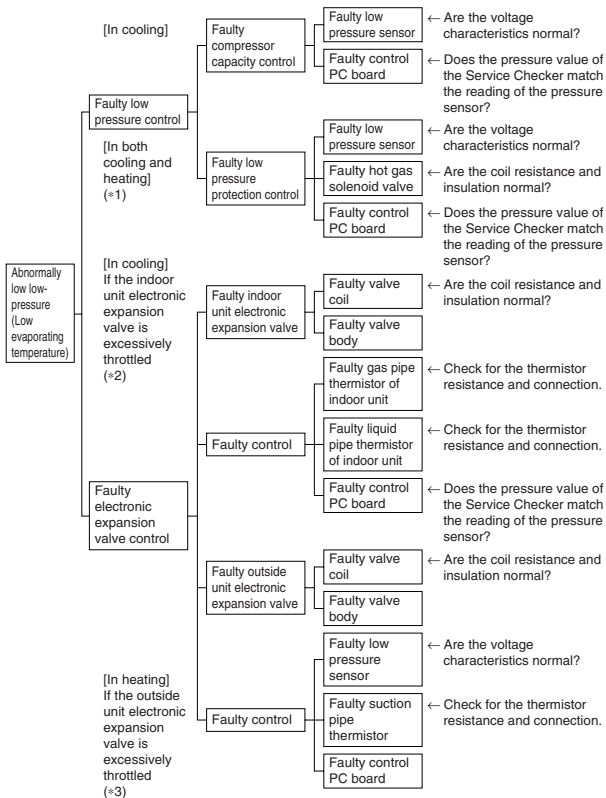 [In cooling]
Faulty
compressor
capacity control
Faulty low
pressure sensor
← Are the voltage
characteristics normal?
Faulty control
PC board
← Does the pressure value of
the Service Checker match
the reading of the pressure
sensor?
Faulty low
pressure control
[In both
cooling and
heating]
(*1)
Faulty low
pressure
protection control
Faulty low
pressure sensor
← Are the voltage
characteristics normal?
Faulty hot gas
solenoid valve
← Are the coil resistance and
insulation normal?
Faulty control
PC board
← Does the pressure value of
the Service Checker match
the reading of the pressure
sensor?
Abnormally
low low-
pressure
(Low
evaporating
temperature)
[In cooling]
If the indoor
unit electronic
expansion
valve is
excessively
throttled
(*2)
Faulty indoor
unit electronic
expansion valve
Faulty valve
coil
← Are the coil resistance and
insulation normal?
Faulty valve
body
Faulty control
Faulty gas pipe
thermistor of
indoor unit
← Check for the thermistor
resistance and connection.
Faulty liquid
pipe thermistor
of indoor unit
← Check for the thermistor
resistance and connection.
Faulty control
PC board
← Does the pressure value of
the Service Checker match
the reading of the pressure
sensor?
Faulty
electronic
expansion
valve control
Faulty outside
unit electronic
expansion valve
Faulty valve
coil
← Are the coil resistance and
insulation normal?
Faulty valve
body
[In heating]
If the outside
unit electronic
expansion
valve is
excessively
throttled
(*3)
Faulty control
Faulty low
pressure
sensor
← Are the voltage
characteristics normal?
Faulty suction
pipe
thermistor
← Check for the thermistor
resistance and connection.
Faulty control
PC board